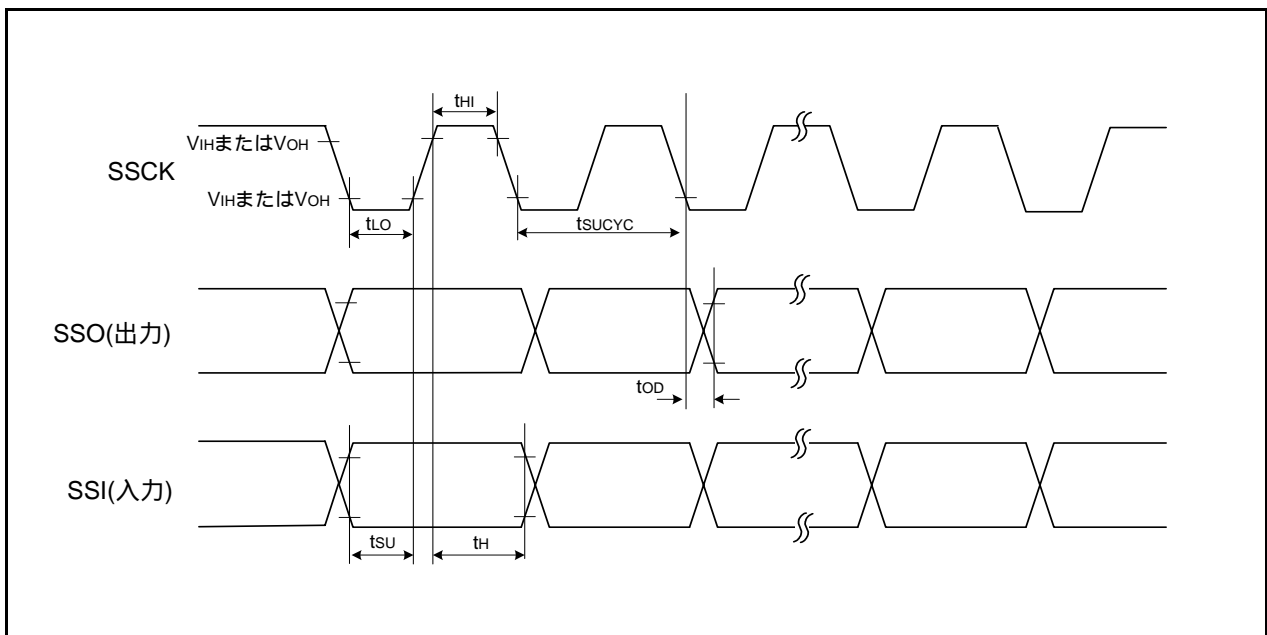 tHI
VIHまたはVOH
SSCK
VIHまたはVOH
tLO
tSUCYC
SSO(出力)
tOD
SSI(入力)
tSU
tH